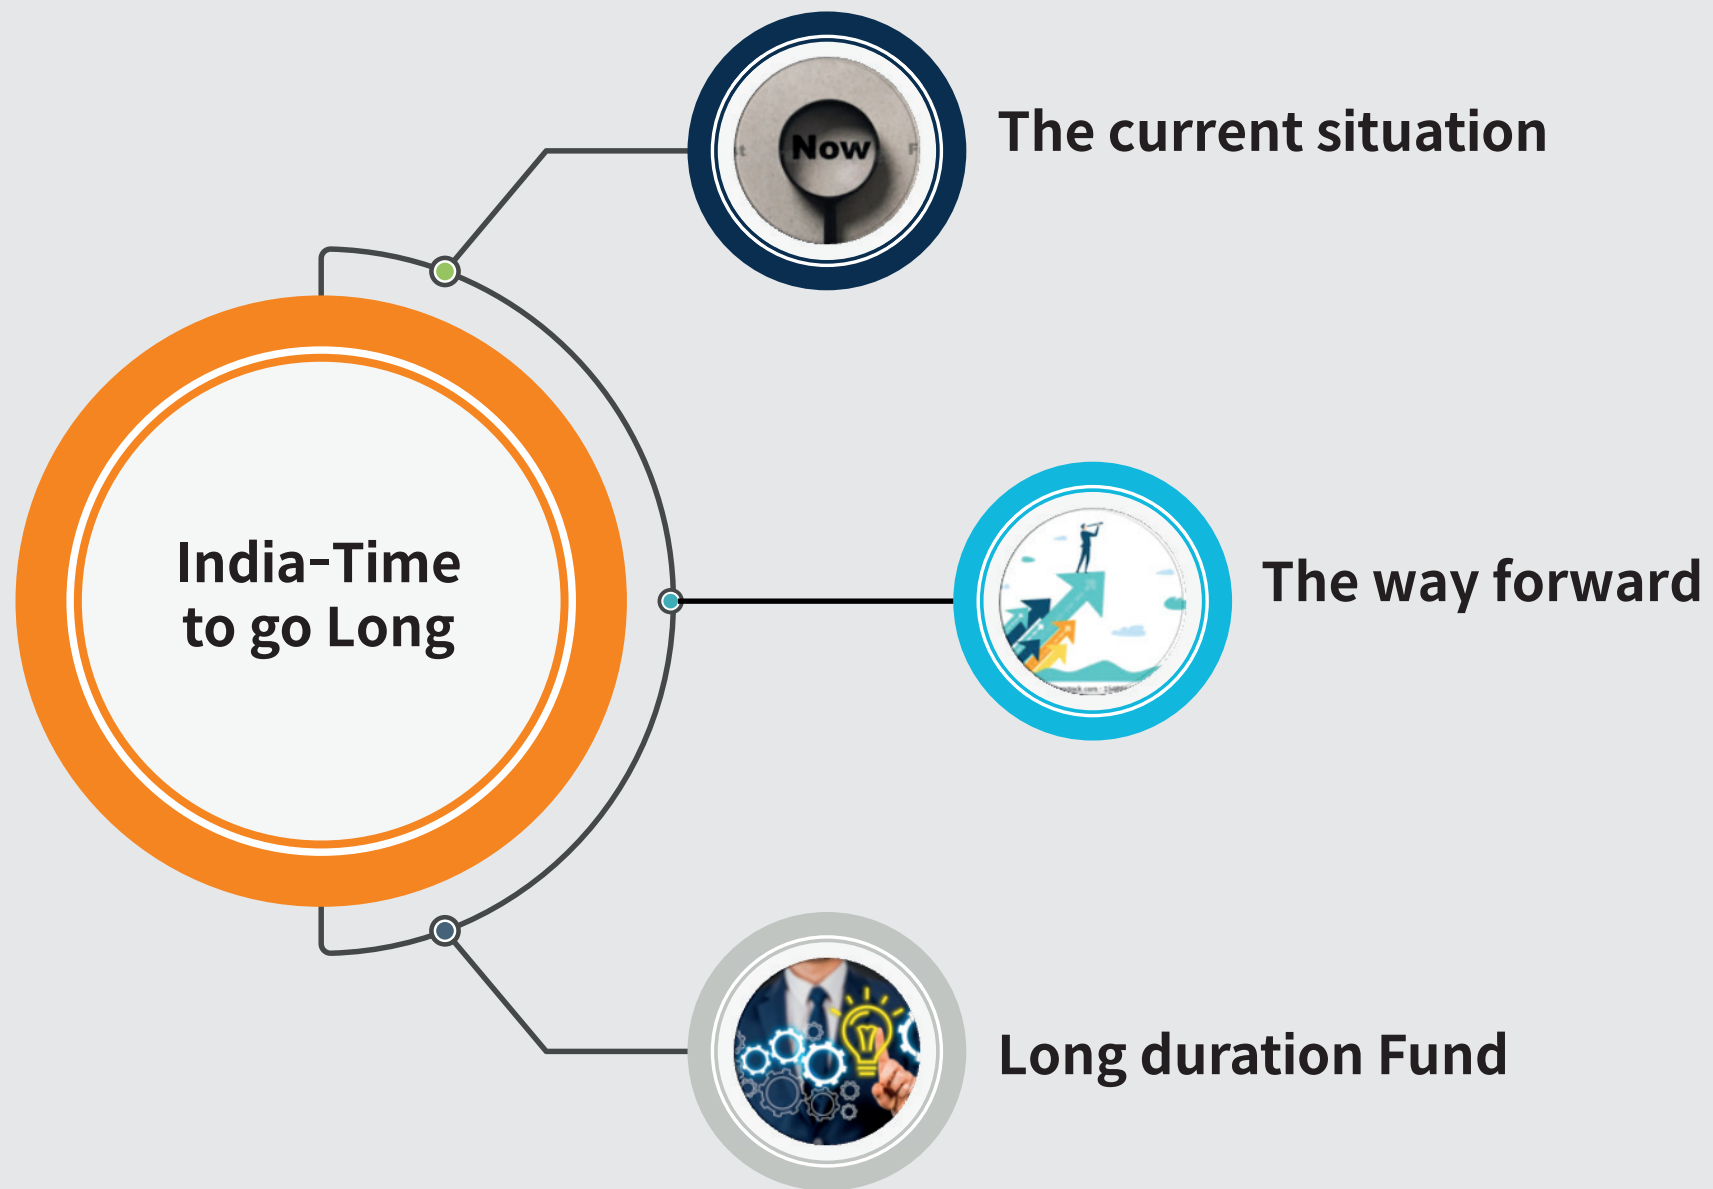 The current situation
Now
India-Time
to go Long
The way forward
Long duration Fund